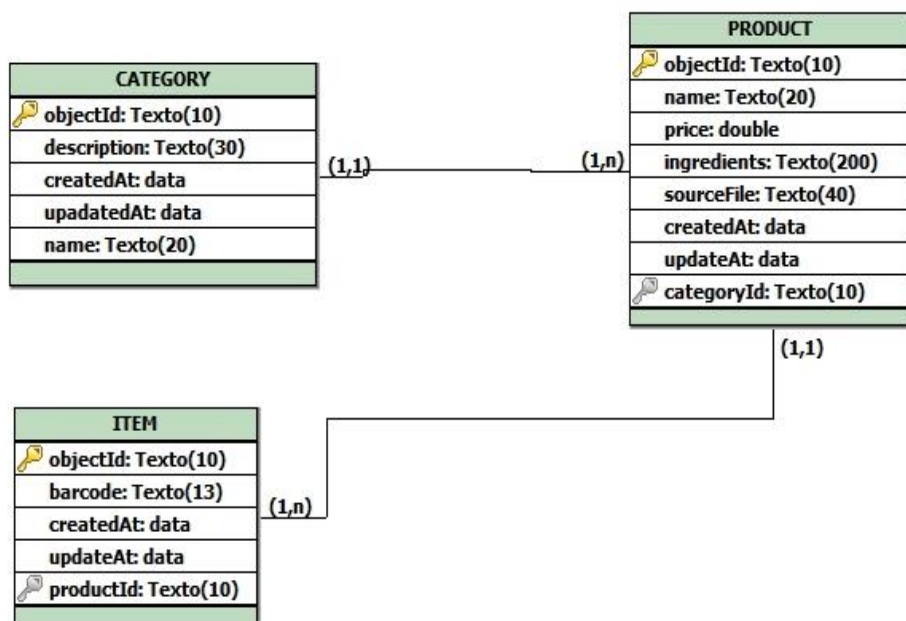 PRODUCT
objectId: Texto(10)
name: Texto(20)
price: double
ingredients: Texto(200)
sourceFile: Texto(40)
createdAt: data
updateAt: data
categoryId: Texto(10)
CATEGORY
objectId: Texto(10)
description: Texto(30)
createdAt: data
upadatedAt: data
name: Texto(20)
(1,1)
(1,n)
(1,1)
ITEM
objectId: Texto(10)
barcode: Texto(13)
createdAt: data
updateAt: data
productId: Texto(10)
(1,n)